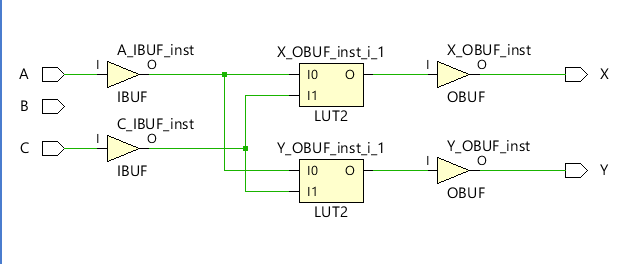 A_IBUF_inst
X_OBUF_inst_i_1
X_OBUF_inst
A
I
O
I0
O
I
O
X
IBUF
I1
OBUF
B
LUT2
C_IBUF_inst
C
I
O
Y_OBUF_inst_i_1
Y_OBUF_inst
IBUF
I0
O
I
O
Y
I1
OBUF
LUT2